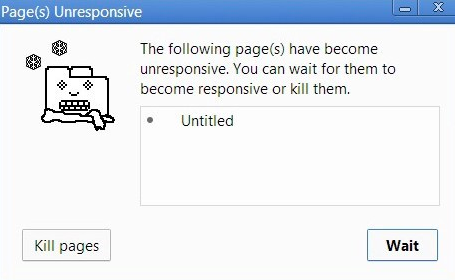 Page(s) Unresponsive
The following page(s) have become
unresponsive. You can wait for them to
become responsive or kill them.
Untitled
Kill pages
Wait